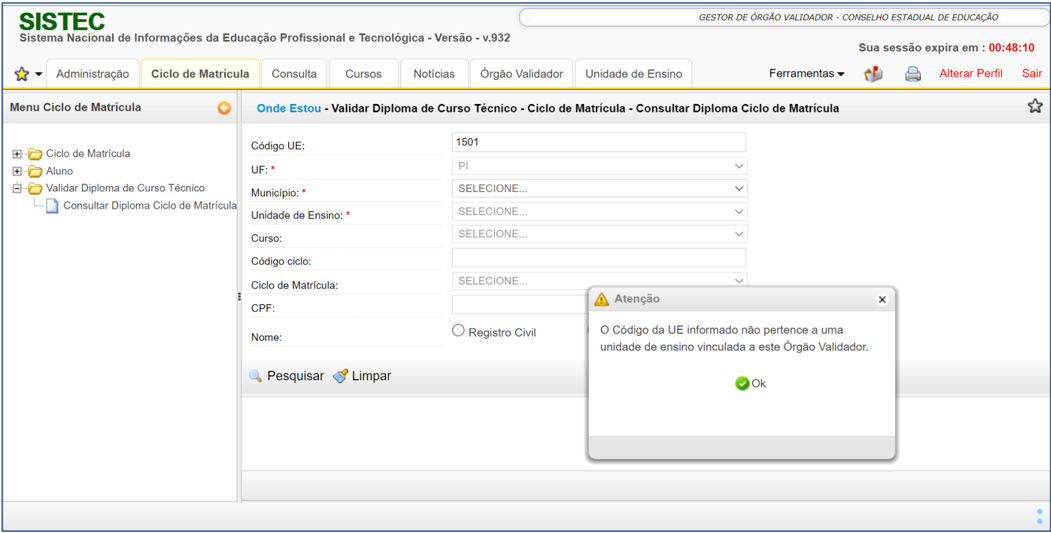 SISTEC
Sistema Nacional de Informações da Educação Profissional e Tecnológica - Versão - v.932
GESTOR DE ÓRGÃO VALIDADOR - CONSELHO ESTADUAL DE EDUCAÇÃO
Sua sessão expira em : 00:48:10
Administração Ciclo de Matrícula Consulta Cursos Notícias Órgão Validador Unidade de Ensino Ferramentas Alterar Perfil Sair
Menu Ciclo de Matrícula
Ciclo de Matrícula
Aluno
Validar Diploma de Curso Técnico
Consultar Diploma Ciclo de Matrícula
Onde Estou - Validar Diploma de Curso Técnico - Ciclo de Matrícula - Consultar Diploma Ciclo de Matrícula
Código UE: 1501
UF: * PI
Município: * SELECIONE...
Unidade de Ensino: * SELECIONE...
Curso: SELECIONE...
Código ciclo:
Ciclo de Matrícula: SELECIONE...
CPF:
Nome: Registro Civil
Pesquisar Limpar
Atenção
O Código da UE informado não pertence a uma
unidade de ensino vinculada a este Órgão Validador.
Ok